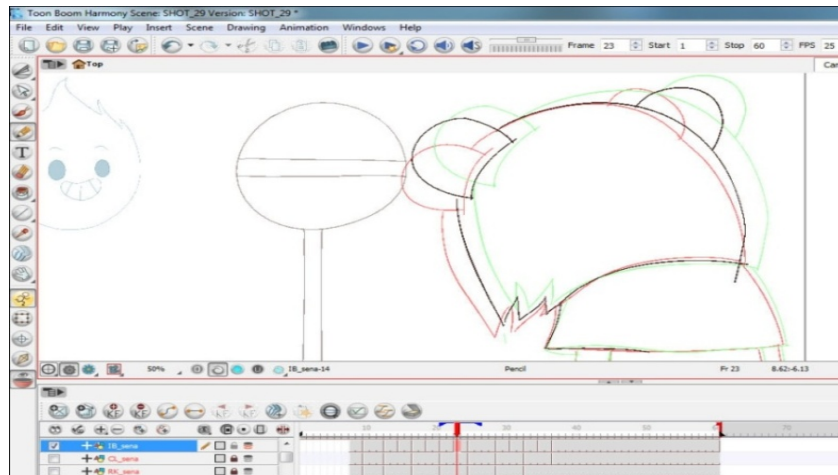 Toon Boom Harmony Scene: SHOT_29 Version: SHOT_29 *
File Edit View Play Insert Scene Drawing Animation Windows Help
Frame 23 Start 1 Stop 60 FPS 25
Top
Can
T
50% IB_sena-14 Pencil Fr 23 8.62:-6.13
20 30 40 50 70
IB_sena
CL_sena
RK_sena